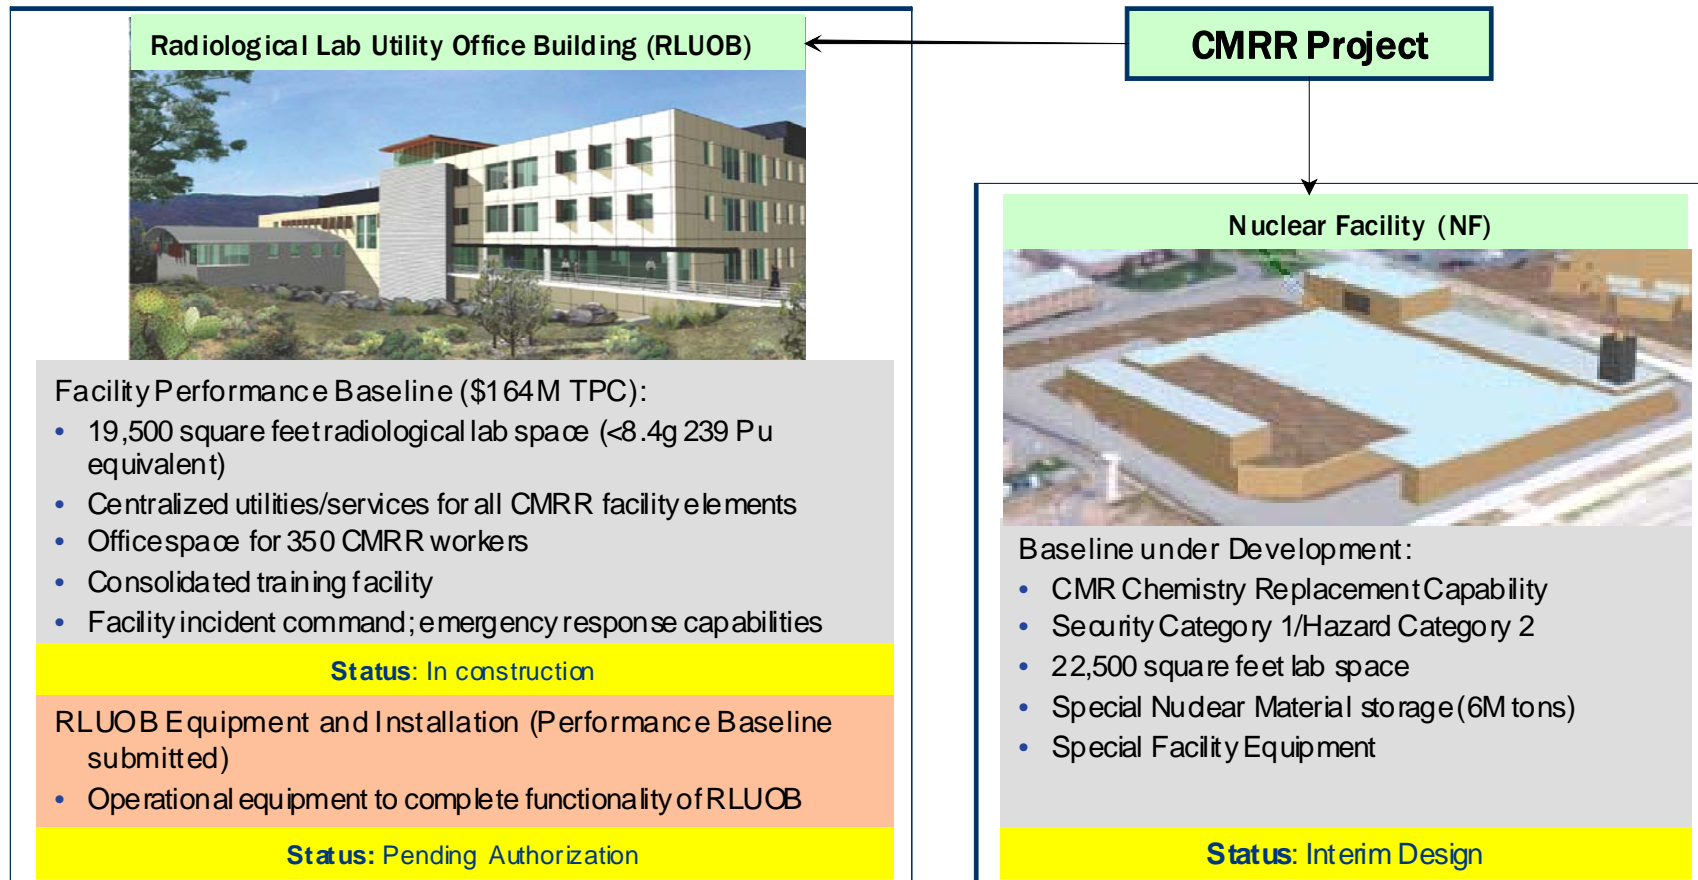 CMRR Project
Radiological Lab Utility Office Building (RLUOB)
Facility Performance Baseline ($164M TPC):
• 19,500 square feet radiological lab space (<8.4g 239 Pu
equivalent)
• Centralized utilities/services for all CMRR facility elements
• Office space for 350 CMRR workers
• Consolidated training facility
• Facility incident command; emergency response capabilities
Status: In construction
RLUOB Equipment and Installation (Performance Baseline
submitted)
• Operational equipment to complete functionality of RLUOB
Status: Pending Authorization
Nuclear Facility (NF)
Baseline under Development:
• CMR Chemistry Replacement Capability
• Security Category 1/Hazard Category 2
• 22,500 square feet lab space
• Special Nuclear Material storage (6M tons)
• Special Facility Equipment
Status: Interim Design